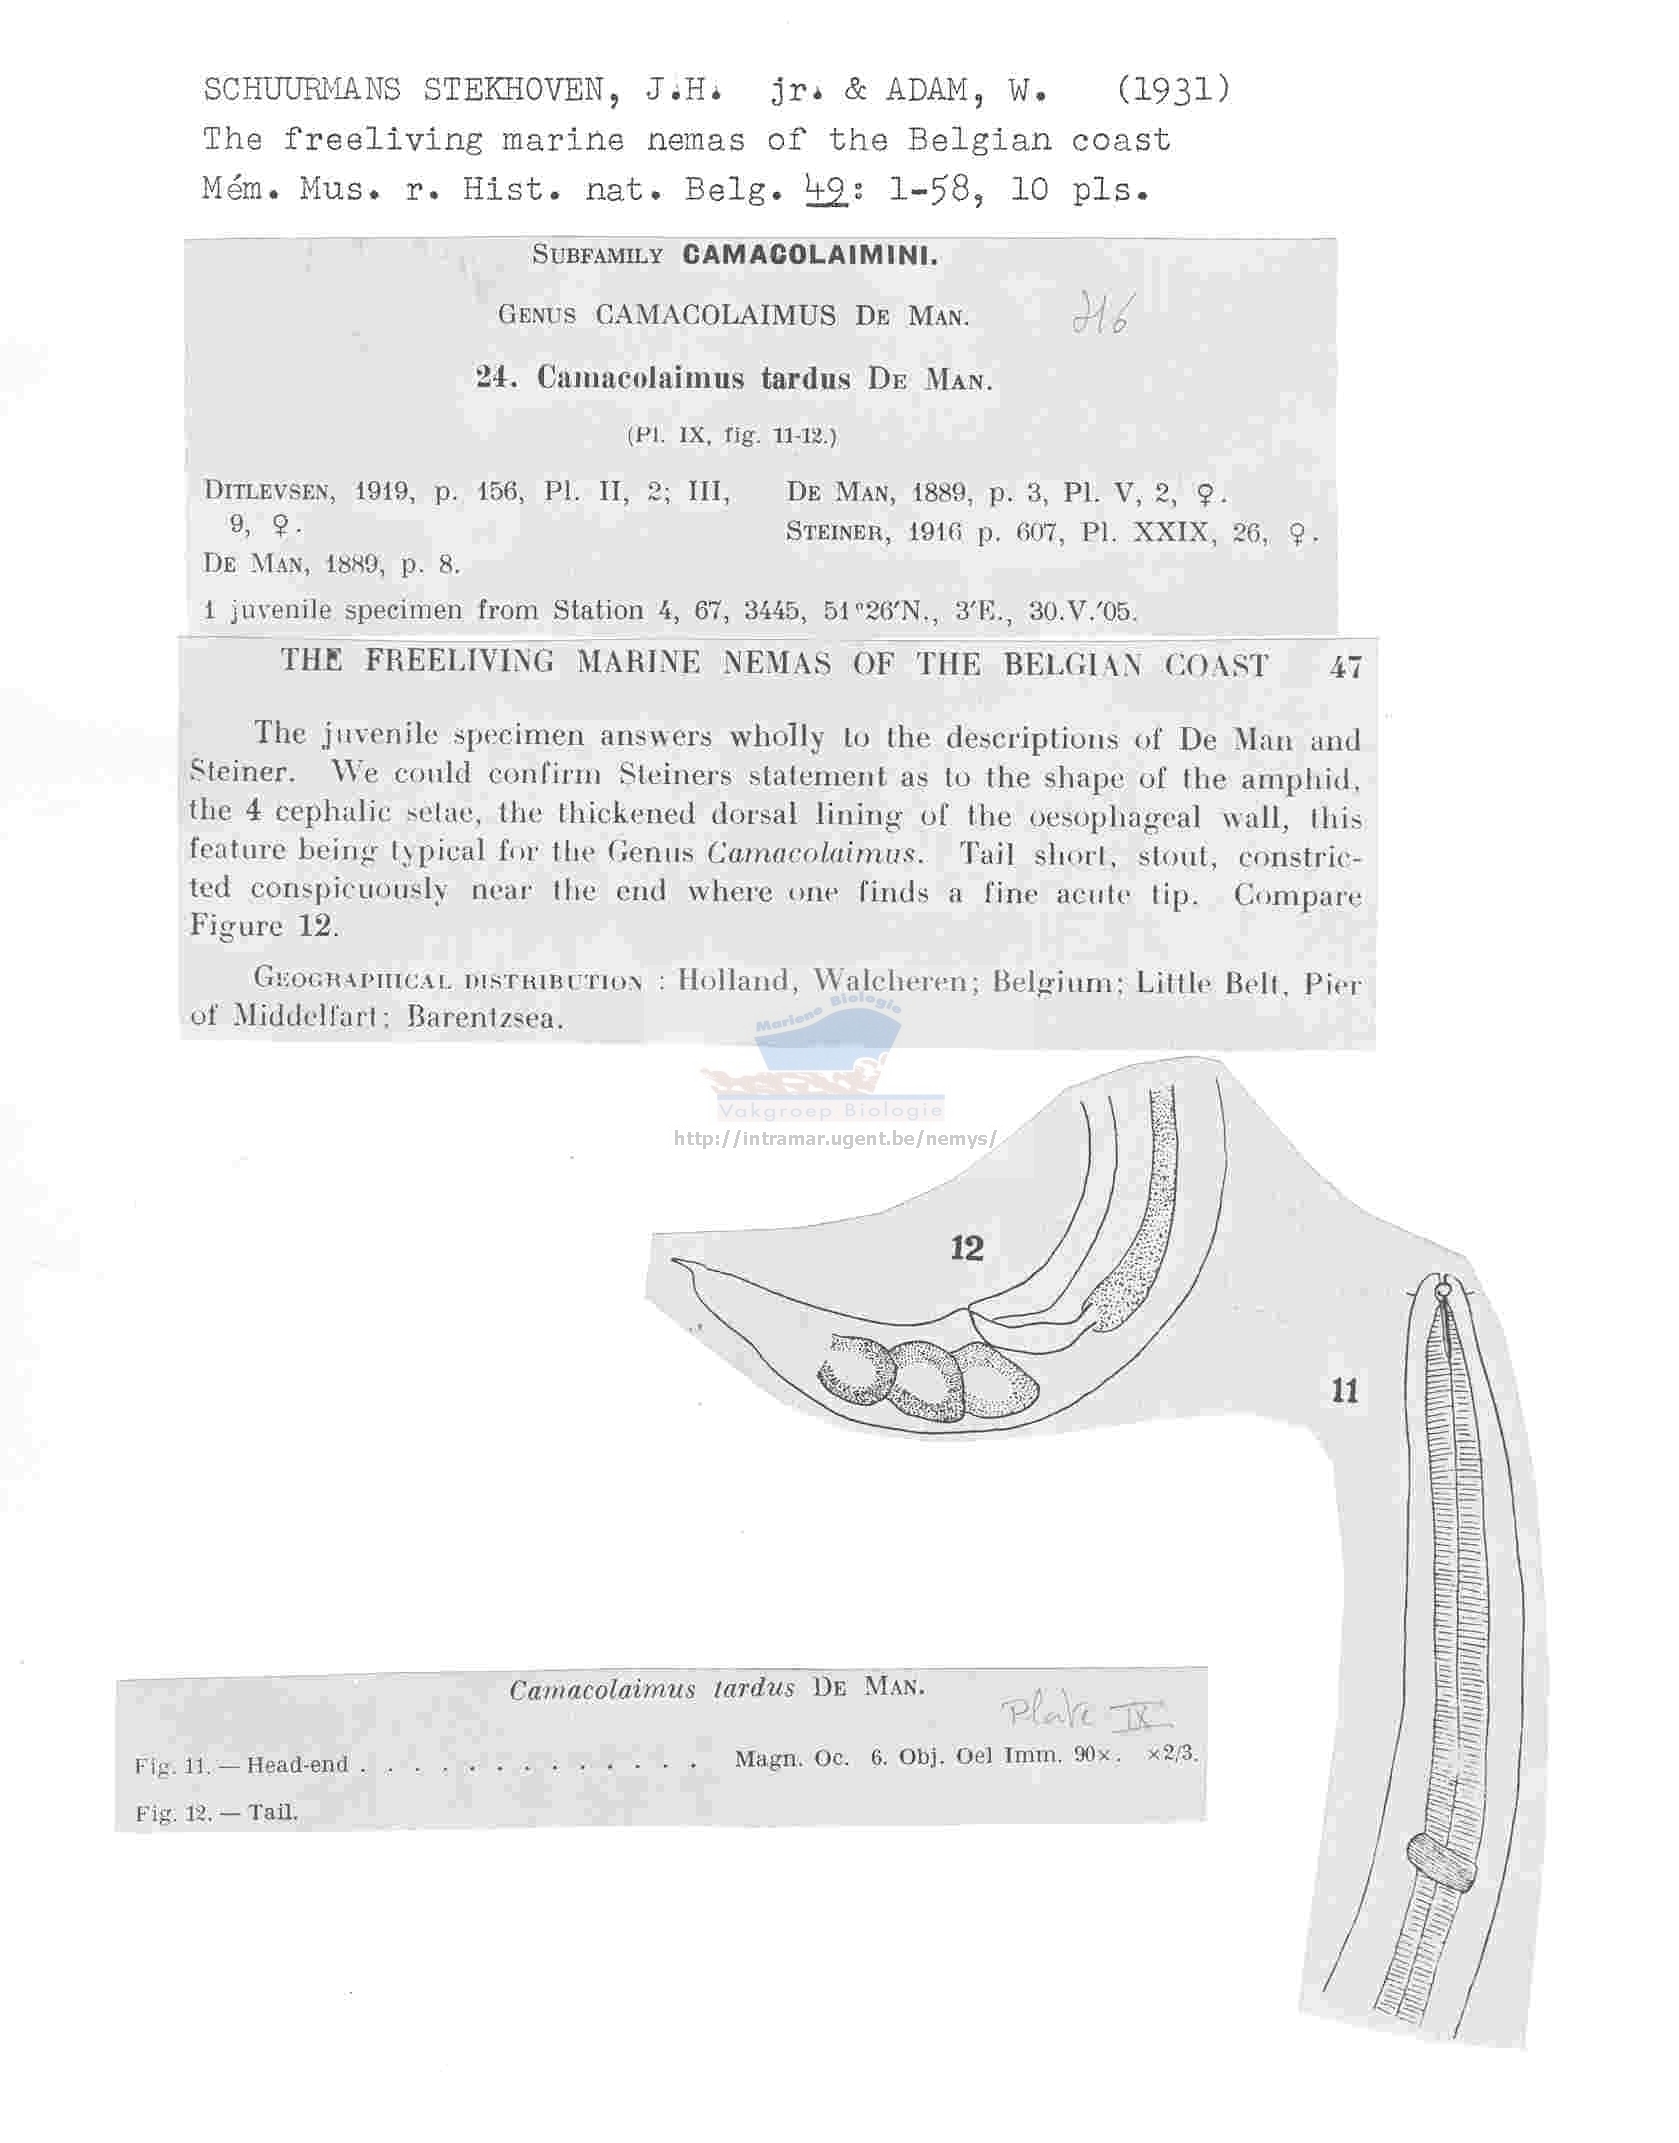 SCHUURMANS STEKHOVEN, J.H. jr. & ADAM, W. (1931)
The freeliving marine nemas of the Belgian coast
Mém. Mus. r. Hist. nat. Belg. 49: 1-58, 10 pls.
SUBFAMILY CAMACOLAIMINI.
GENUS CAMACOLAIMUS DE MAN.
216
24. Camacolaimus tardus DE MAN.
(Pl. IX, fig. 11-12.)
DITLEVSEN, 1919, p. 156, Pl. II, 2; III,
9, ♀.
DE MAN, 1889, p. 8.
DE MAN, 1889, p. 3, Pl. V, 2, ♀.
STEINER, 1916 p. 607, Pl. XXIX, 26, ♀.
1 juvenile specimen from Station 4, 67, 3445, 51°26′N., 3′E., 30.V.′05.
THE FREELIVING MARINE NEMAS OF THE BELGIAN COAST 47
The juvenile specimen answers wholly to the descriptions of De Man and
Steiner. We could confirm Steiners statement as to the shape of the amphid,
the 4 cephalic setae, the thickened dorsal lining of the oesophageal wall, this
feature being typical for the Genus Camacolaimus. Tail short, stout, constric-
ted conspicuously near the end where one finds a fine acute tip. Compare
Figure 12.
GEOGRAPHICAL DISTRIBUTION : Holland, Walcheren; Belgium; Little Belt, Pier
of Middelfart; Barentzsea.
Mariene Biologie
Vakgroep Biologie
http://intramar.ugent.be/nemys/
12
11
Camacolaimus tardus DE MAN.
Plate IX
Fig. 11. — Head-end . . . . . . . . . . . . . Magn. Oc. 6. Obj. Oel Imm. 90×. ×2/3.
Fig. 12. — Tail.